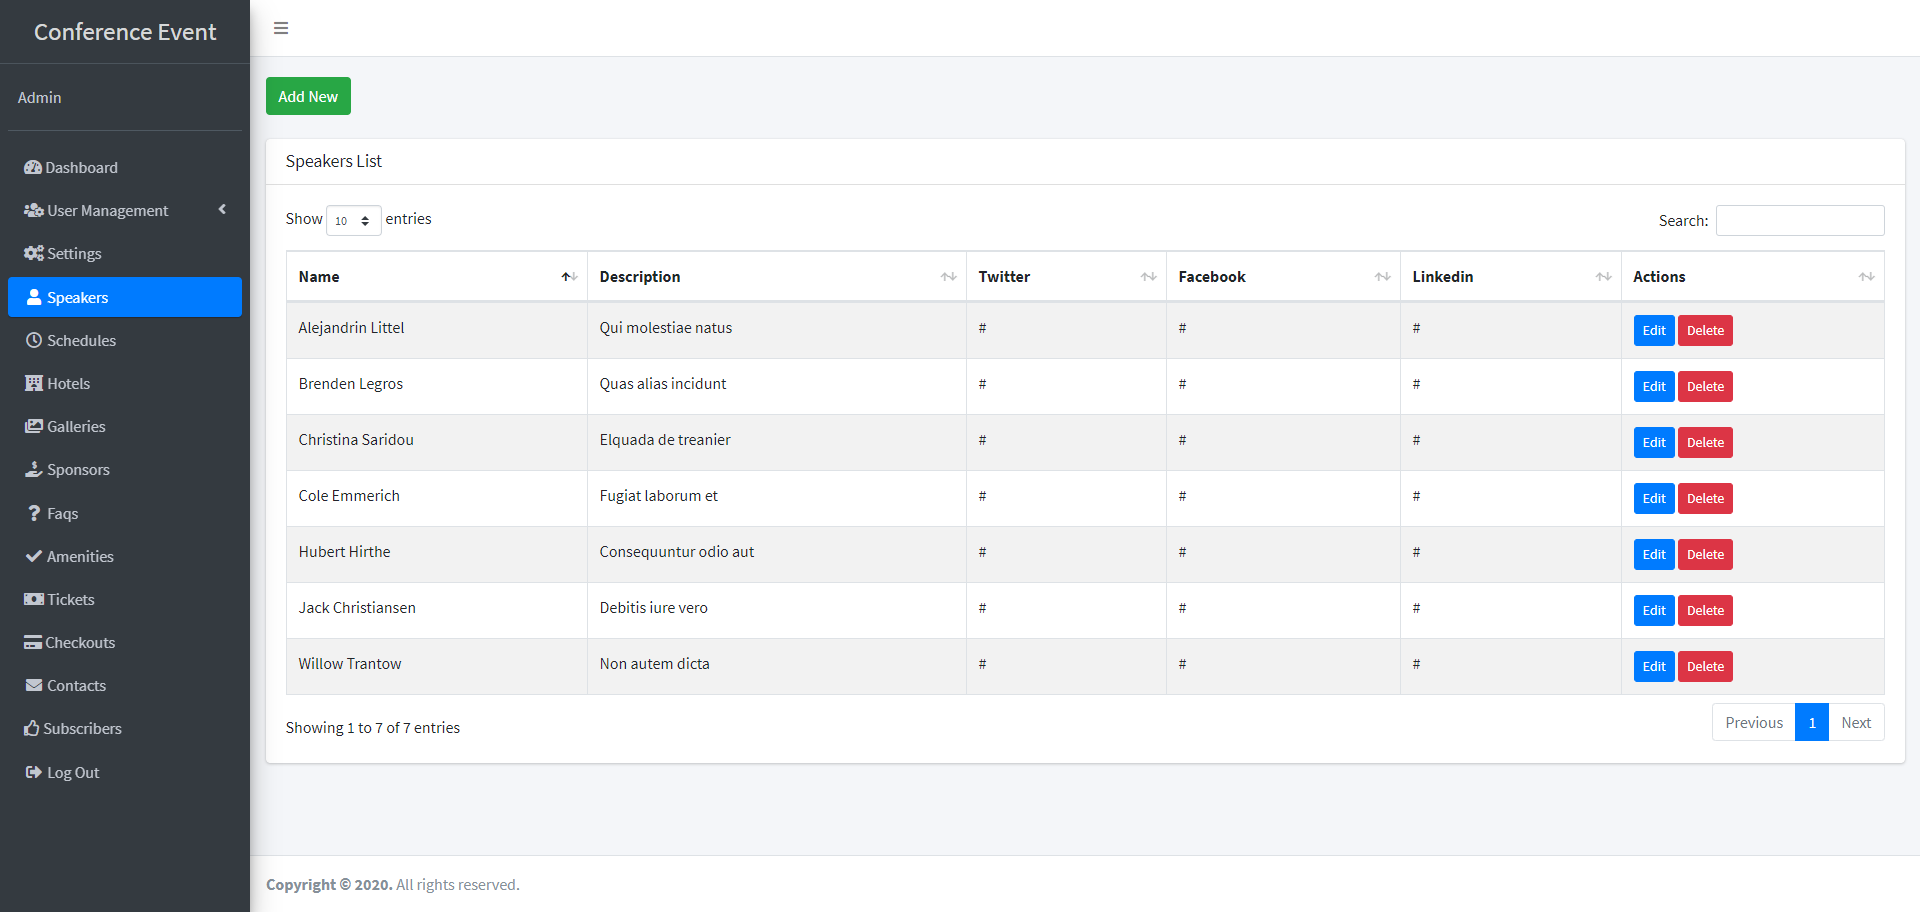 Conference Event
Admin
Dashboard
User Management
Settings
Speakers
Schedules
Hotels
Galleries
Sponsors
Faqs
Amenities
Tickets
Checkouts
Contacts
Subscribers
Log Out
Add New
Speakers List
Show 10 entries Search:
Name Description Twitter Facebook Linkedin Actions
Alejandrin Littel Qui molestiae natus # # # Edit Delete
Brenden Legros Quas alias incidunt # # # Edit Delete
Christina Saridou Elquada de treanier # # # Edit Delete
Cole Emmerich Fugiat laborum et # # # Edit Delete
Hubert Hirthe Consequuntur odio aut # # # Edit Delete
Jack Christiansen Debitis iure vero # # # Edit Delete
Willow Trantow Non autem dicta # # # Edit Delete
Showing 1 to 7 of 7 entries Previous 1 Next
Copyright © 2020. All rights reserved.